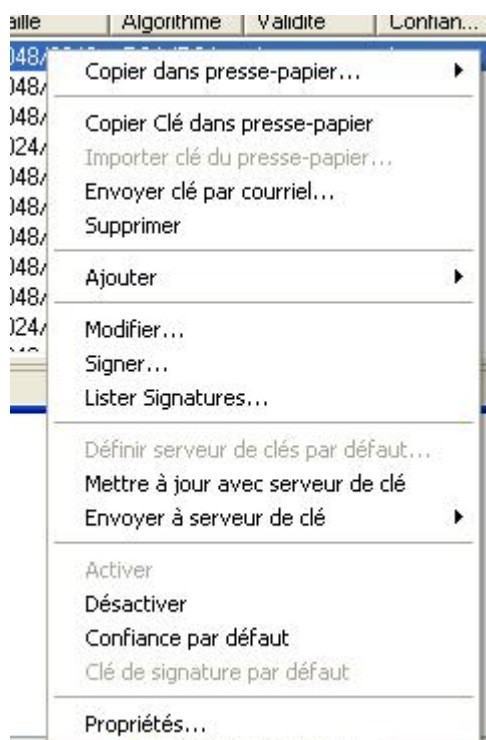 Algorithme Validité Confian...
Copier dans presse-papier...
048/
Copier Clé dans presse-papier
Importer clé du presse-papier...
Envoyer clé par courriel...
Supprimer
Ajouter
Modifier...
Signer...
Lister Signatures...
Définir serveur de clés par défaut...
Mettre à jour avec serveur de clé
Envoyer à serveur de clé
Activer
Désactiver
Confiance par défaut
Clé de signature par défaut
Propriétés...